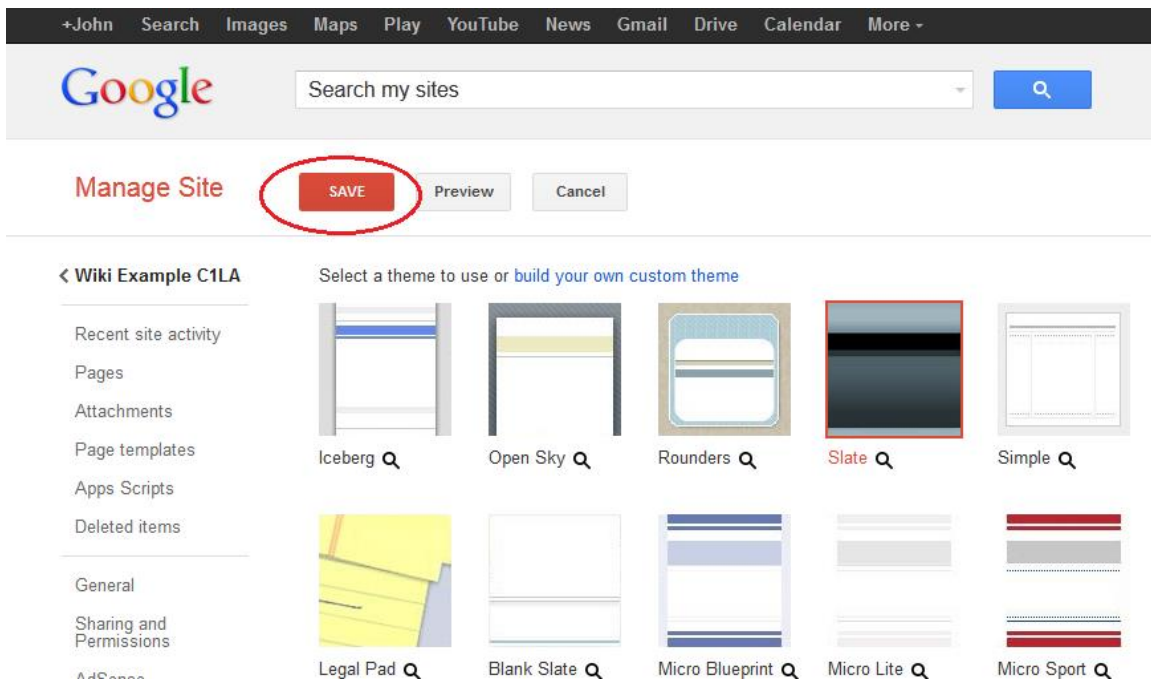 +John Search Images Maps Play YouTube News Gmail Drive Calendar More
Google
Search my sites
Manage Site SAVE Preview Cancel
Wiki Example C1LA
Select a theme to use or build your own custom theme
Recent site activity
Pages
Attachments
Page templates
Apps Scripts
Deleted items
General
Sharing and
Permissions
AdSense
Iceberg Open Sky Rounders Slate Simple
Legal Pad Blank Slate Micro Blueprint Micro Lite Micro Sport